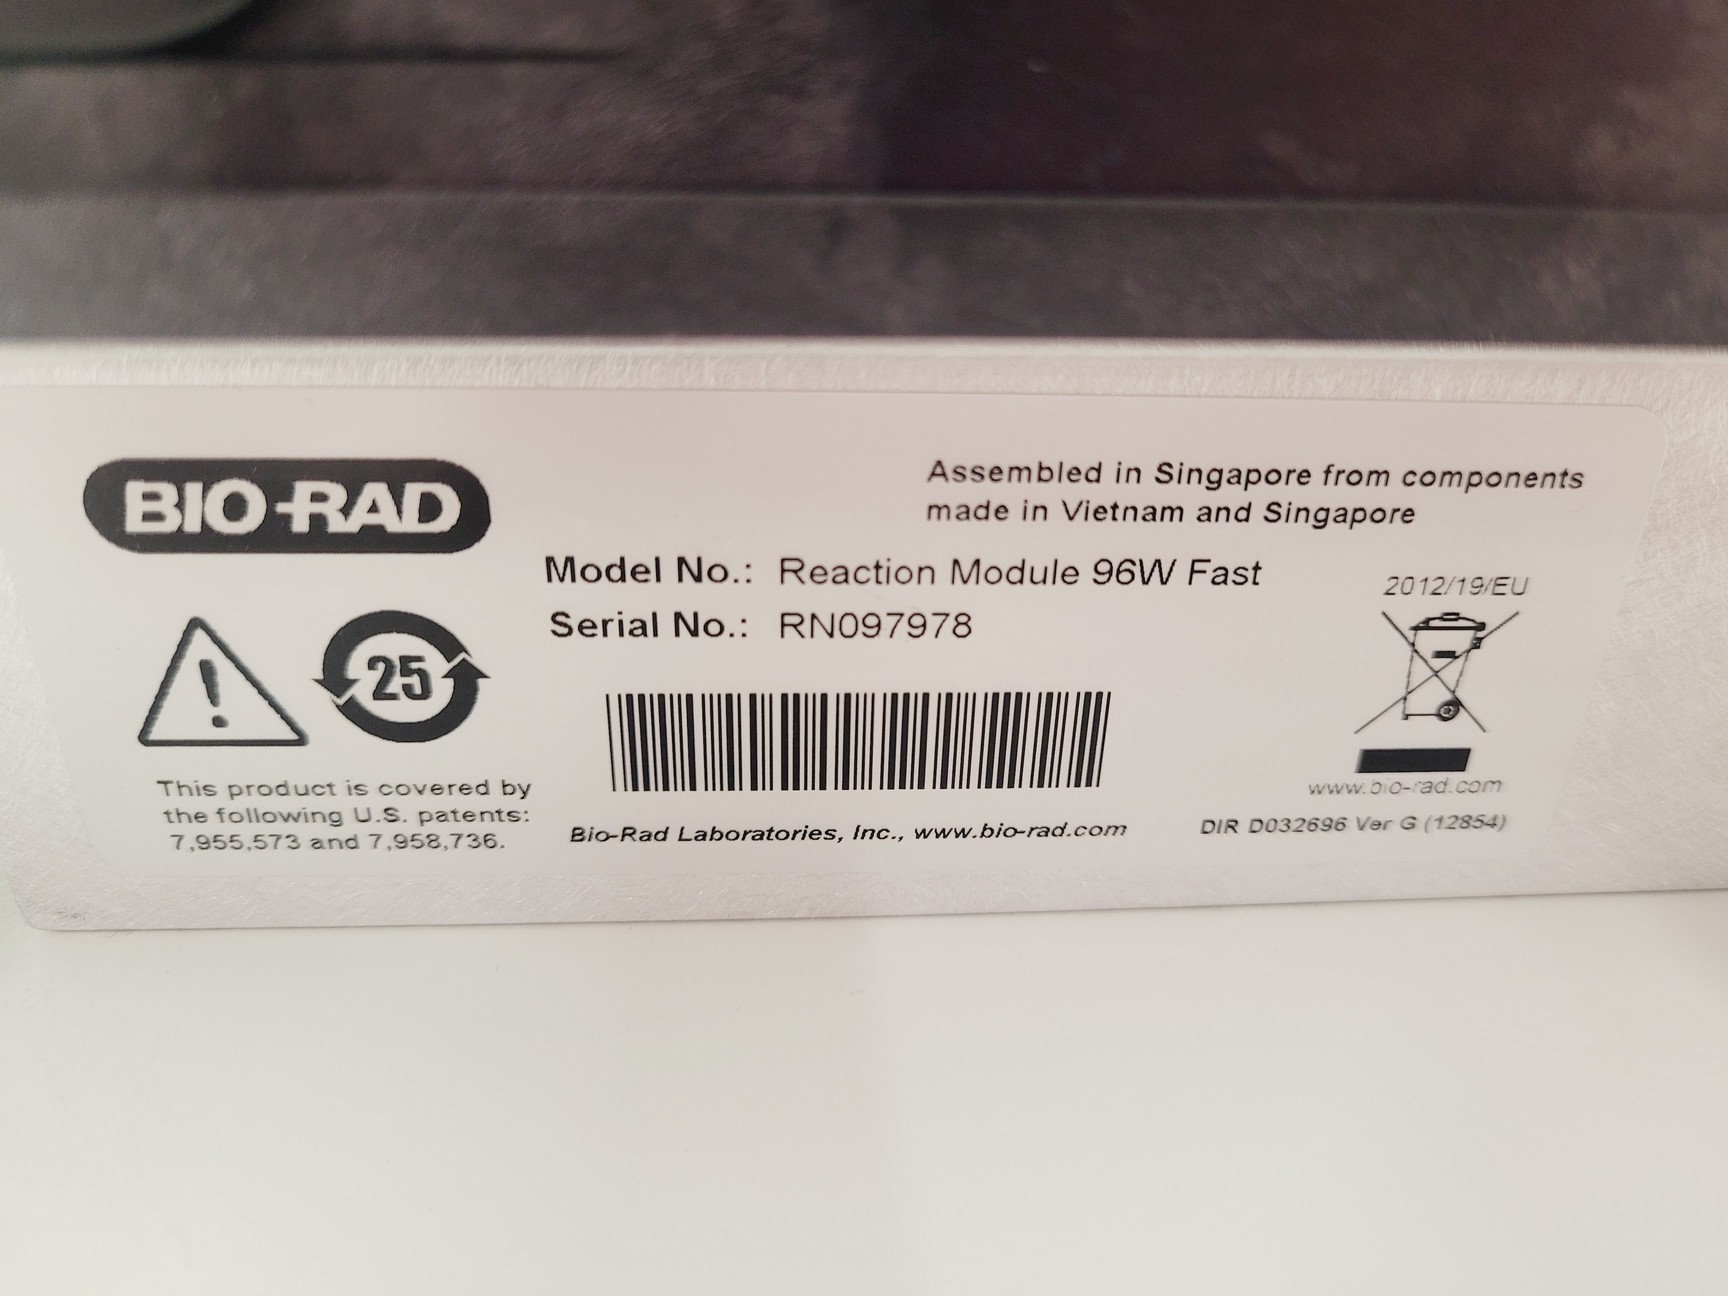 BIO-RAD
Assembled in Singapore from components
made in Vietnam and Singapore
Model No.: Reaction Module 96W Fast
Serial No.: RN097978
2012/19/EU
!
25
This product is covered by
the following U.S. patents:
7,955,573 and 7,958,736.
Bio-Rad Laboratories, Inc., www.bio-rad.com
www.bio-rad.com
DIR D032696 Ver G (12854)